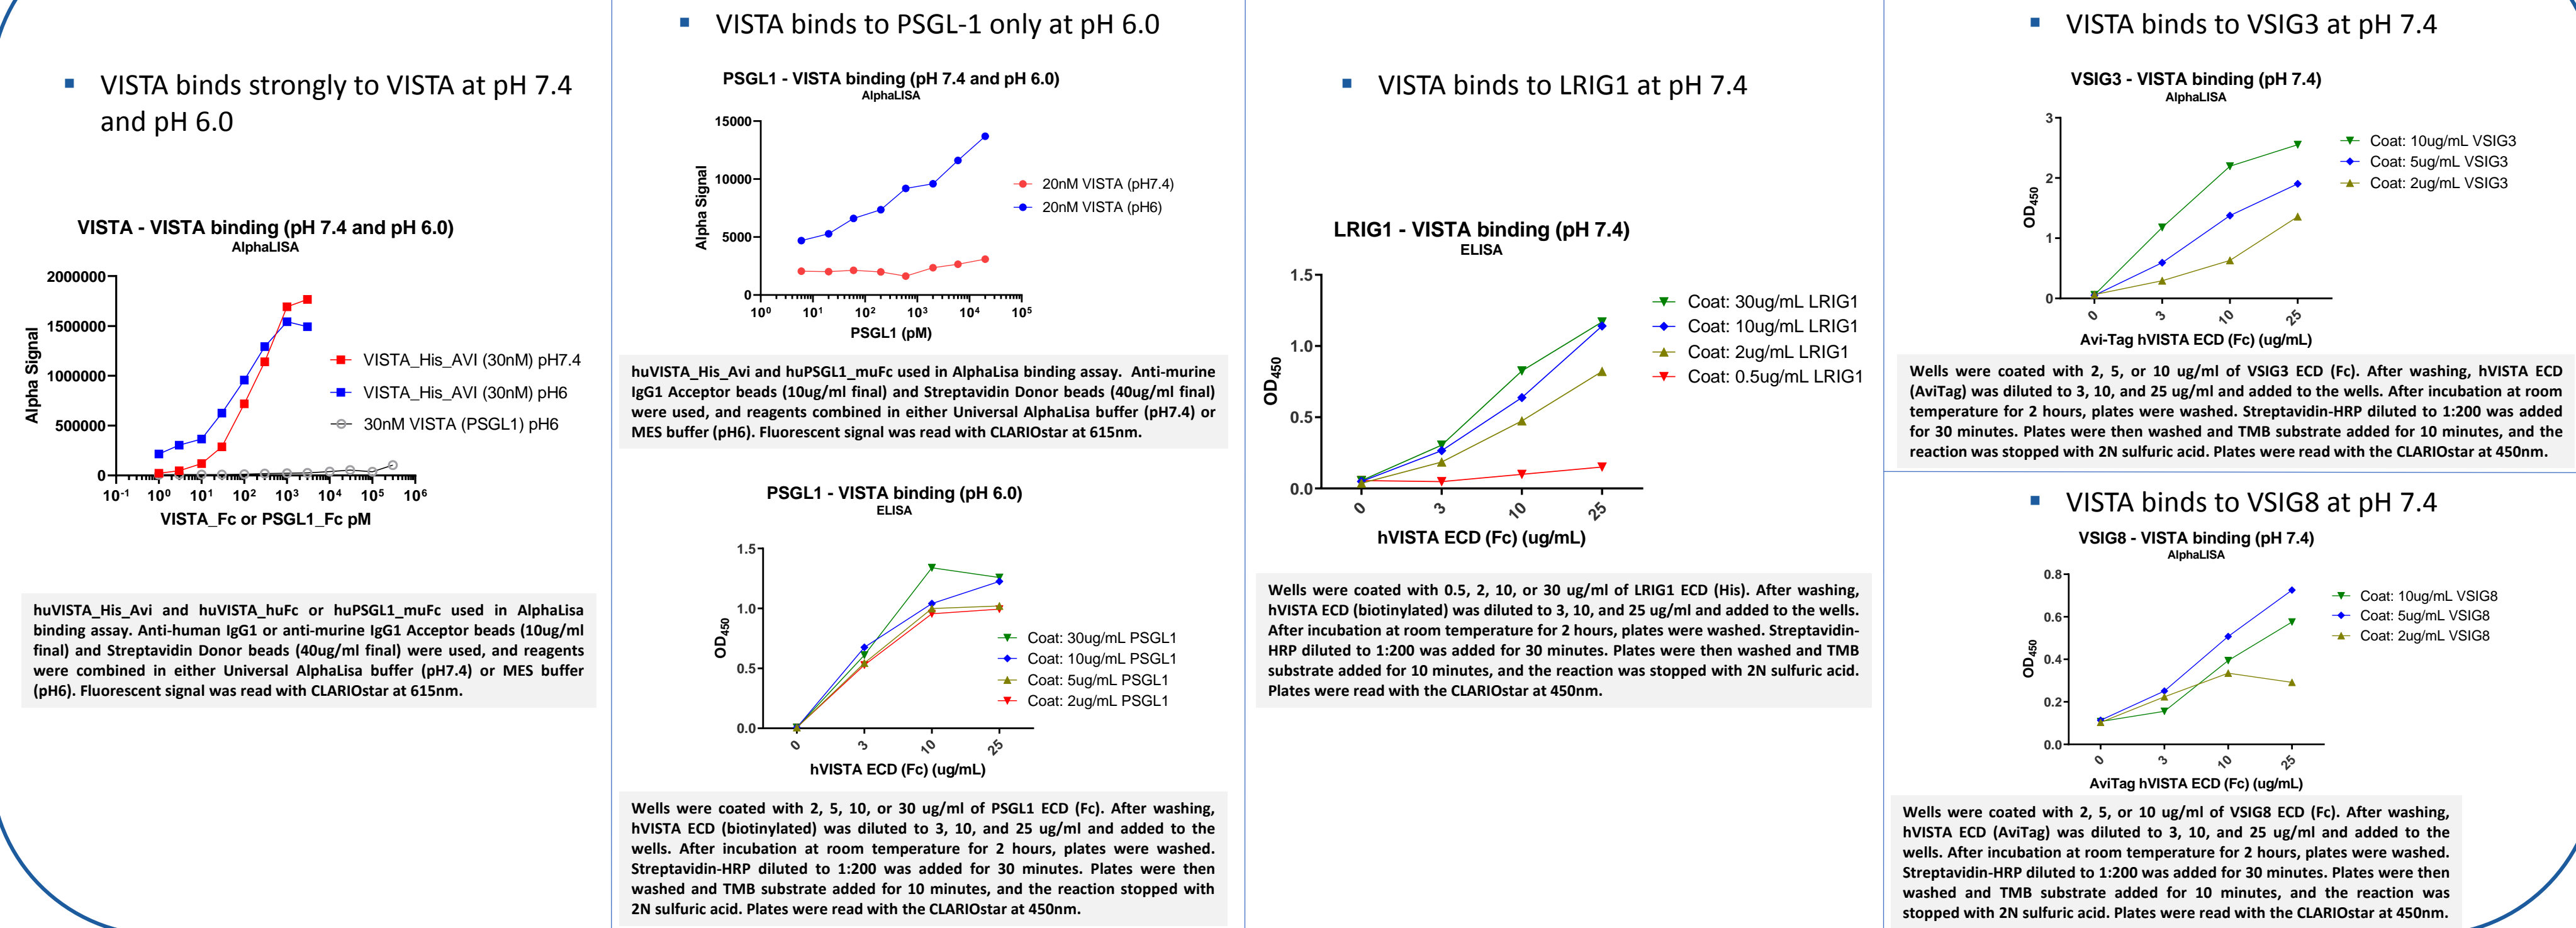 ▪ VISTA binds strongly to VISTA at pH 7.4
and pH 6.0
VISTA - VISTA binding (pH 7.4 and pH 6.0)
AlphaLISA
Alpha Signal
2000000
1500000
1000000
500000
0
10⁻¹ 10⁰ 10¹ 10² 10³ 10⁴ 10⁵ 10⁶
VISTA_Fc or PSGL1_Fc pM
VISTA_His_AVI (30nM) pH7.4
VISTA_His_AVI (30nM) pH6
30nM VISTA (PSGL1) pH6
huVISTA_His_Avi and huVISTA_huFc or huPSGL1_muFc used in AlphaLisa
binding assay. Anti-human IgG1 or anti-murine IgG1 Acceptor beads (10ug/ml
final) and Streptavidin Donor beads (40ug/ml final) were used, and reagents
were combined in either Universal AlphaLisa buffer (pH7.4) or MES buffer
(pH6). Fluorescent signal was read with CLARIOstar at 615nm.
▪ VISTA binds to PSGL-1 only at pH 6.0
PSGL1 - VISTA binding (pH 7.4 and pH 6.0)
AlphaLISA
Alpha Signal
15000
10000
5000
0
10⁰ 10¹ 10² 10³ 10⁴ 10⁵
PSGL1 (pM)
20nM VISTA (pH7.4)
20nM VISTA (pH6)
huVISTA_His_Avi and huPSGL1_muFc used in AlphaLisa binding assay. Anti-murine
IgG1 Acceptor beads (10ug/ml final) and Streptavidin Donor beads (40ug/ml final)
were used, and reagents combined in either Universal AlphaLisa buffer (pH7.4) or
MES buffer (pH6). Fluorescent signal was read with CLARIOstar at 615nm.
PSGL1 - VISTA binding (pH 6.0)
ELISA
OD₄₅₀
1.5
1.0
0.5
0.0
0 3 10 25
hVISTA ECD (Fc) (ug/mL)
Coat: 30ug/mL PSGL1
Coat: 10ug/mL PSGL1
Coat: 5ug/mL PSGL1
Coat: 2ug/mL PSGL1
Wells were coated with 2, 5, 10, or 30 ug/ml of PSGL1 ECD (Fc). After washing,
hVISTA ECD (biotinylated) was diluted to 3, 10, and 25 ug/ml and added to the
wells. After incubation at room temperature for 2 hours, plates were washed.
Streptavidin-HRP diluted to 1:200 was added for 30 minutes. Plates were then
washed and TMB substrate added for 10 minutes, and the reaction stopped with
2N sulfuric acid. Plates were read with the CLARIOstar at 450nm.
▪ VISTA binds to LRIG1 at pH 7.4
LRIG1 - VISTA binding (pH 7.4)
ELISA
OD₄₅₀
1.5
1.0
0.5
0.0
0 3 10 25
hVISTA ECD (Fc) (ug/mL)
Coat: 30ug/mL LRIG1
Coat: 10ug/mL LRIG1
Coat: 2ug/mL LRIG1
Coat: 0.5ug/mL LRIG1
Wells were coated with 0.5, 2, 10, or 30 ug/ml of LRIG1 ECD (His). After washing,
hVISTA ECD (biotinylated) was diluted to 3, 10, and 25 ug/ml and added to the wells.
After incubation at room temperature for 2 hours, plates were washed. Streptavidin-
HRP diluted to 1:200 was added for 30 minutes. Plates were then washed and TMB
substrate added for 10 minutes, and the reaction was stopped with 2N sulfuric acid.
Plates were read with the CLARIOstar at 450nm.
▪ VISTA binds to VSIG3 at pH 7.4
VSIG3 - VISTA binding (pH 7.4)
AlphaLISA
OD₄₅₀
3
2
1
0
0 3 10 25
Avi-Tag hVISTA ECD (Fc) (ug/mL)
Coat: 10ug/mL VSIG3
Coat: 5ug/mL VSIG3
Coat: 2ug/mL VSIG3
Wells were coated with 2, 5, or 10 ug/ml of VSIG3 ECD (Fc). After washing, hVISTA ECD
(AviTag) was diluted to 3, 10, and 25 ug/ml and added to the wells. After incubation at room
temperature for 2 hours, plates were washed. Streptavidin-HRP diluted to 1:200 was added
for 30 minutes. Plates were then washed and TMB substrate added for 10 minutes, and the
reaction was stopped with 2N sulfuric acid. Plates were read with the CLARIOstar at 450nm.
▪ VISTA binds to VSIG8 at pH 7.4
VSIG8 - VISTA binding (pH 7.4)
AlphaLISA
OD₄₅₀
0.8
0.6
0.4
0.2
0.0
0 3 10 25
AviTag hVISTA ECD (Fc) (ug/mL)
Coat: 10ug/mL VSIG8
Coat: 5ug/mL VSIG8
Coat: 2ug/mL VSIG8
Wells were coated with 2, 5, or 10 ug/ml of VSIG8 ECD (Fc). After washing,
hVISTA ECD (AviTag) was diluted to 3, 10, and 25 ug/ml and added to the
wells. After incubation at room temperature for 2 hours, plates were washed.
Streptavidin-HRP diluted to 1:200 was added for 30 minutes. Plates were then
washed and TMB substrate added for 10 minutes, and the reaction was
stopped with 2N sulfuric acid. Plates were read with the CLARIOstar at 450nm.